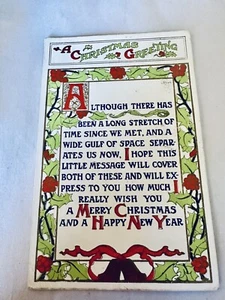 A Christmas Greeting
Although there has
been a long stretch of
time since we met, and a
wide gulf of space separ-
ates us now, I hope this
little message will cover
both of these and will ex-
press to you how much I
really wish you
a Merry Christmas
and a Happy New Year